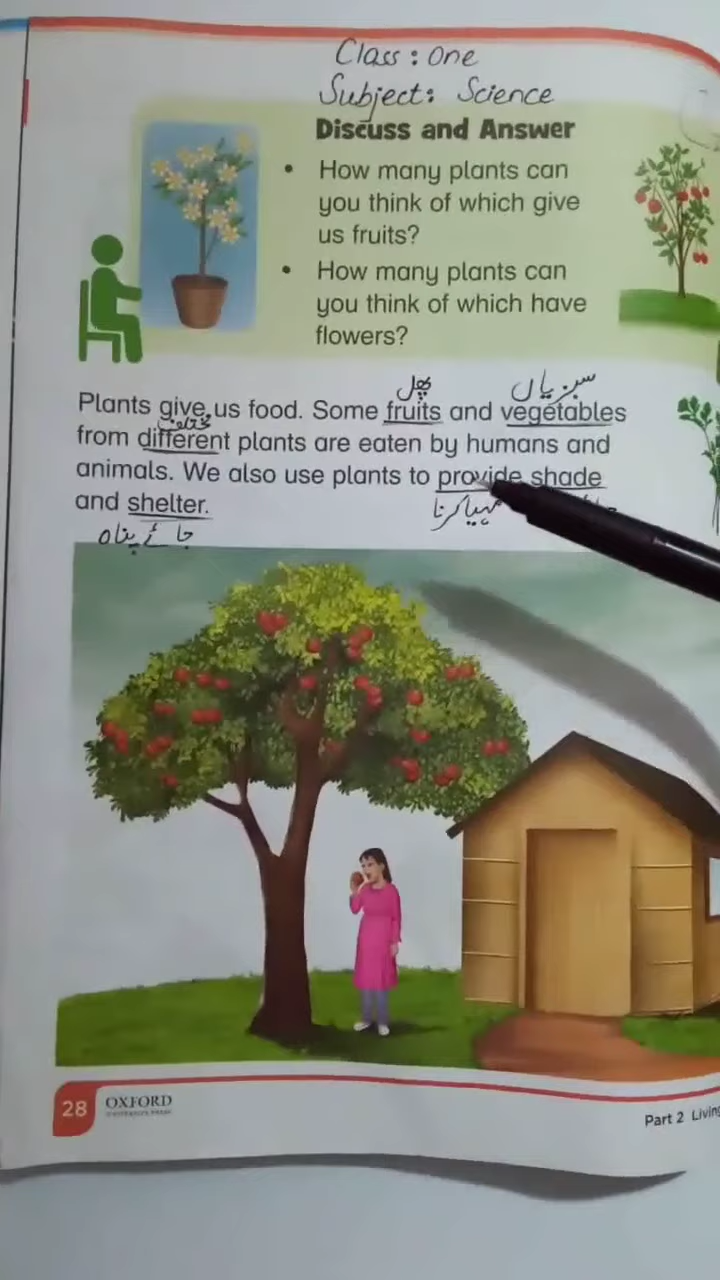 Class : One
Subject: Science
Discuss and Answer
• How many plants can
you think of which give
us fruits?
• How many plants can
you think of which have
flowers?
پھل سبزیاں
Plants give us food. Some fruits and vegetables
مختلف
from different plants are eaten by humans and
animals. We also use plants to provide shade
مہیا کرنا
and shelter.
جائے پناہ
28 OXFORD
UNIVERSITY PRESS
Part 2 Living